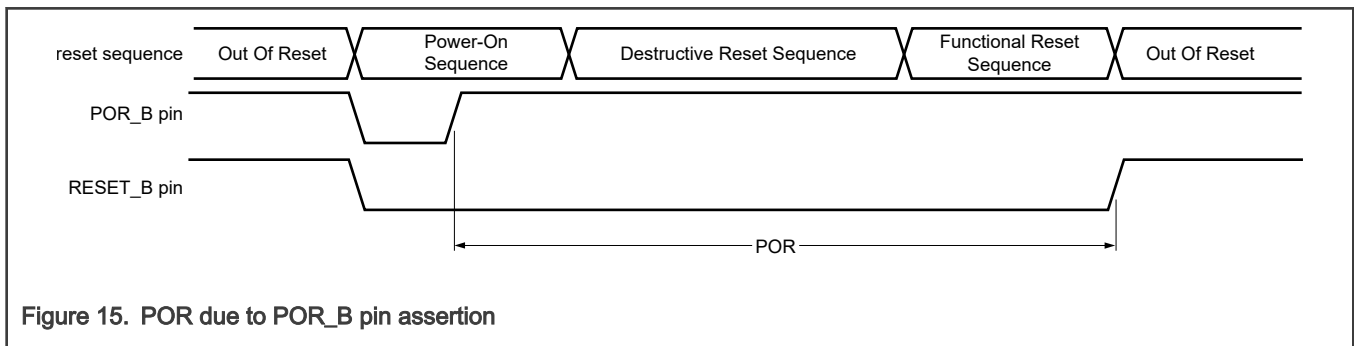 reset sequence
Out Of Reset
Power-On
Sequence
Destructive Reset Sequence
Functional Reset
Sequence
Out Of Reset
POR_B pin
RESET_B pin
POR
Figure 15. POR due to POR_B pin assertion